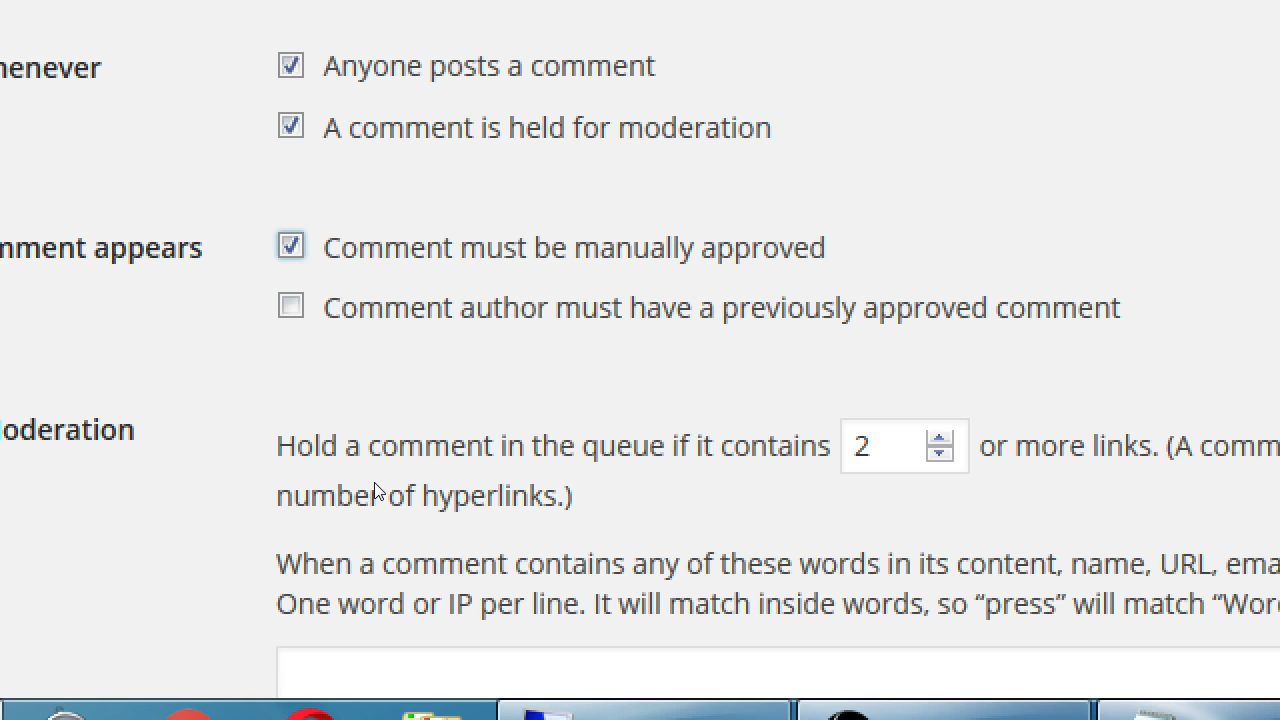 henever
Anyone posts a comment
A comment is held for moderation
mment appears
Comment must be manually approved
Comment author must have a previously approved comment
oderation
Hold a comment in the queue if it contains 2 or more links. (A comm
number of hyperlinks.)
When a comment contains any of these words in its content, name, URL, ema
One word or IP per line. It will match inside words, so “press” will match “Wor